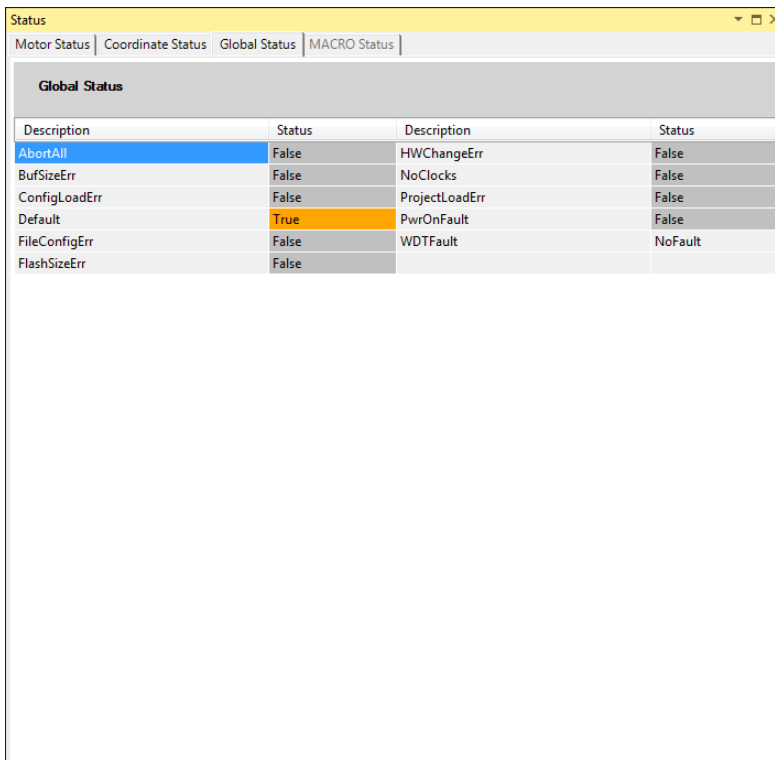 Status
Motor Status Coordinate Status Global Status MACRO Status
Global Status
Description Status Description Status
AbortAll False HWChangeErr False
BufSizeErr False NoClocks False
ConfigLoadErr False ProjectLoadErr False
Default True PwrOnFault False
FileConfigErr False WDTFault NoFault
FlashSizeErr False